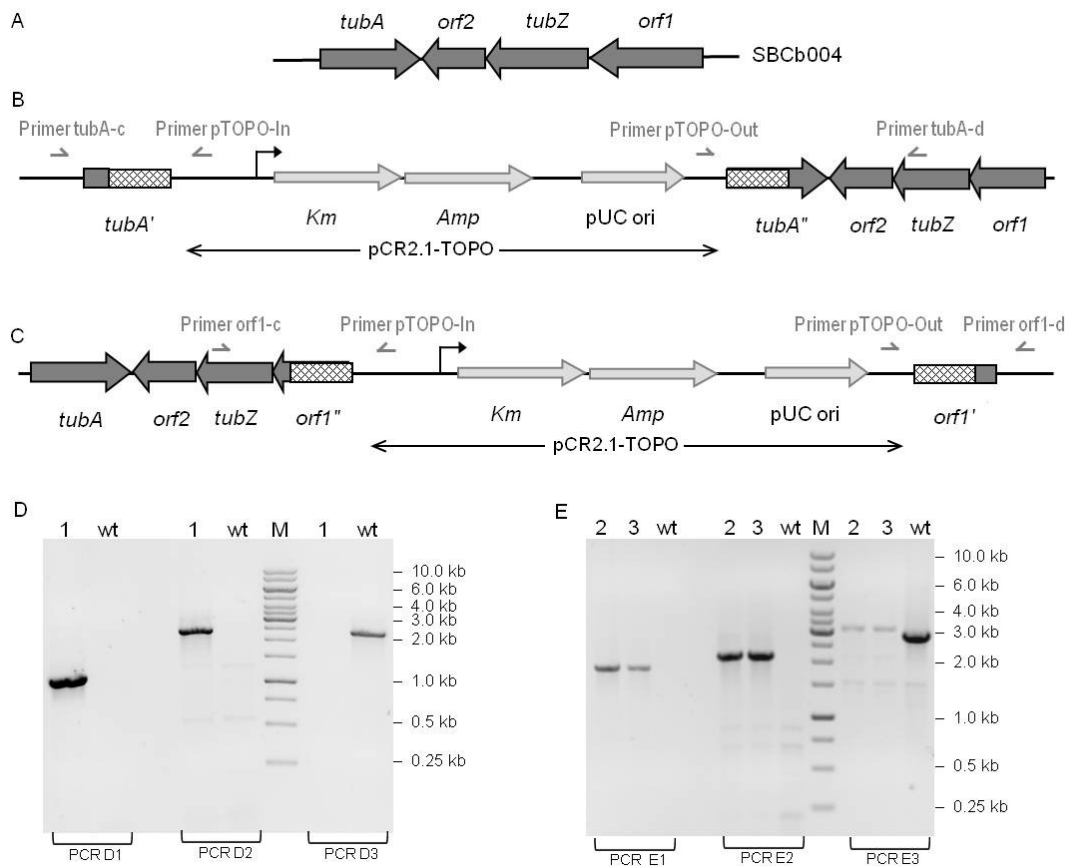 A
tubA orf2 tubZ orf1
SBCb004
B
Primer tubA-c Primer pTOPO-In Primer pTOPO-Out Primer tubA-d
tubA' Km Amp pUC ori tubA" orf2 tubZ orf1
pCR2.1-TOPO
C
Primer orf1-c Primer pTOPO-In Primer pTOPO-Out Primer orf1-d
tubA orf2 tubZ orf1" Km Amp pUC ori orf1'
pCR2.1-TOPO
D
1 wt 1 wt M 1 wt
10.0 kb
6.0 kb
4.0 kb
3.0 kb
2.0 kb
1.0 kb
0.5 kb
0.25 kb
PCR D1 PCR D2 PCR D3
E
2 3 wt 2 3 wt M 2 3 wt
10.0 kb
6.0 kb
4.0 kb
3.0 kb
2.0 kb
1.0 kb
0.5 kb
0.25 kb
PCR E1 PCR E2 PCR E3